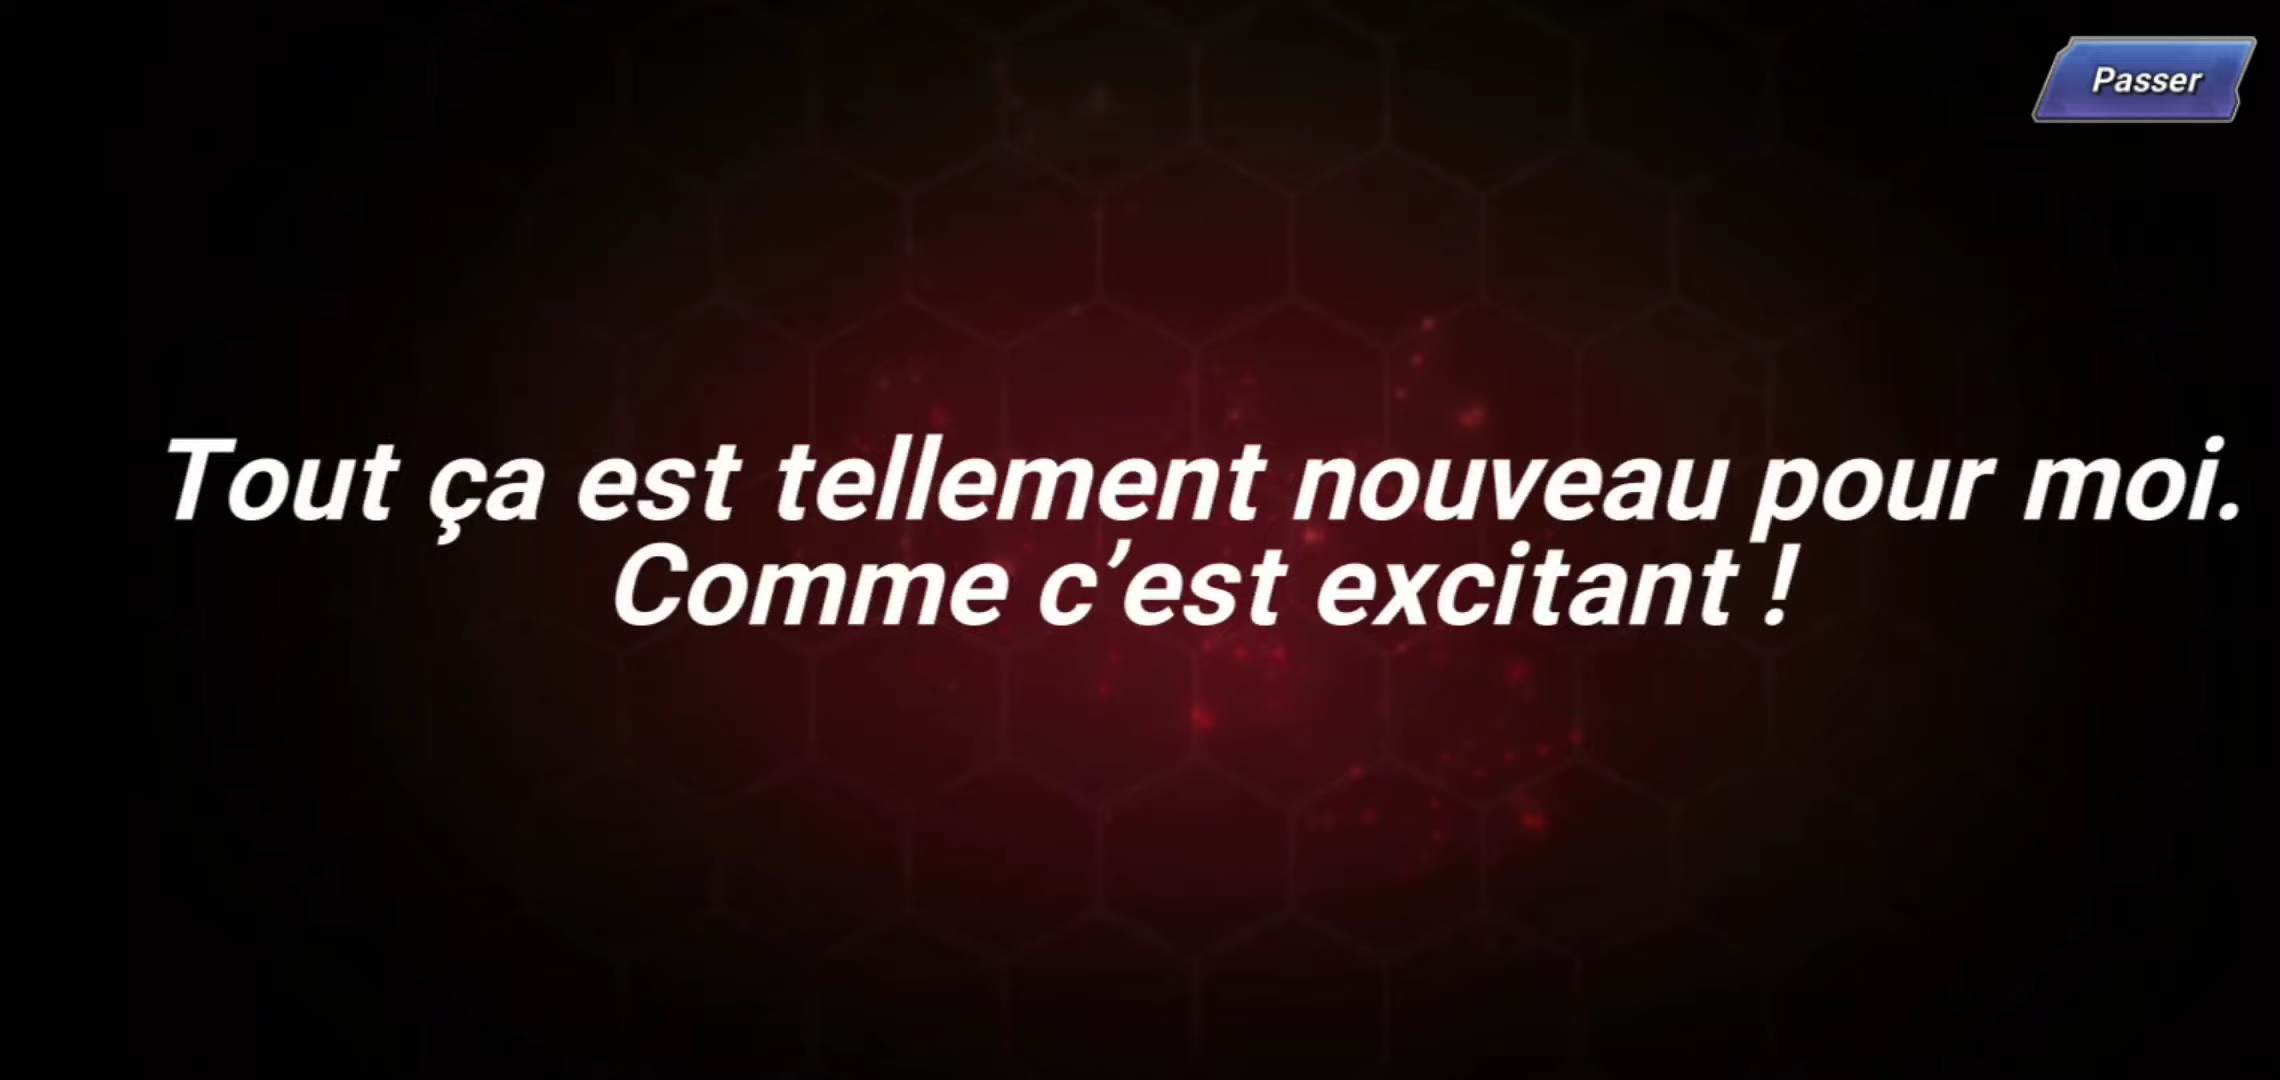 Passer
Tout ça est tellement nouveau pour moi.
Comme c’est excitant !